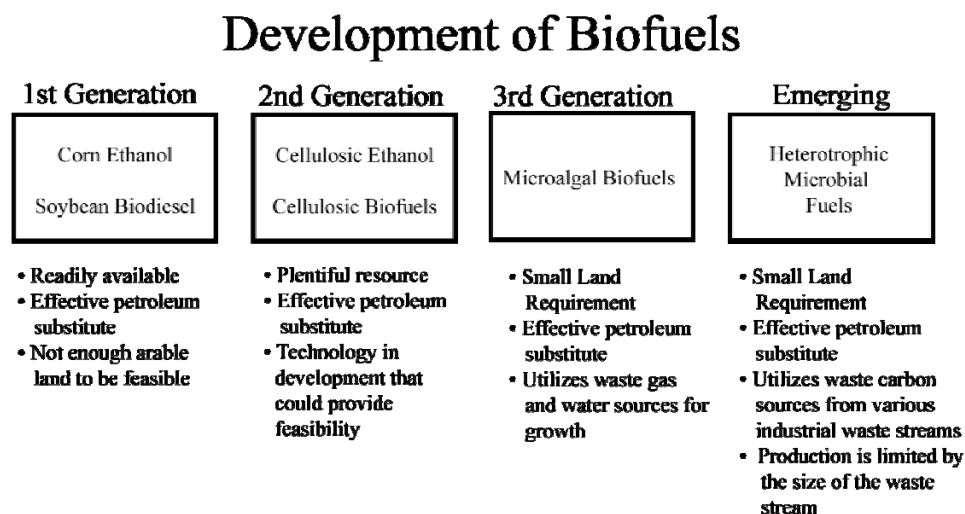 Development of Biofuels
1st Generation
Corn Ethanol
Soybean Biodiesel
• Readily available
• Effective petroleum
substitute
• Not enough arable
land to be feasible
2nd Generation
Cellulosic Ethanol
Cellulosic Biofuels
• Plentiful resource
• Effective petroleum
substitute
• Technology in
development that
could provide
feasibility
3rd Generation
Microalgal Biofuels
• Small Land
Requirement
• Effective petroleum
substitute
• Utilizes waste gas
and water sources for
growth
Emerging
Heterotrophic
Microbial
Fuels
• Small Land
Requirement
• Effective petroleum
substitute
• Utilizes waste carbon
sources from various
industrial waste streams
• Production is limited by
the size of the waste
stream